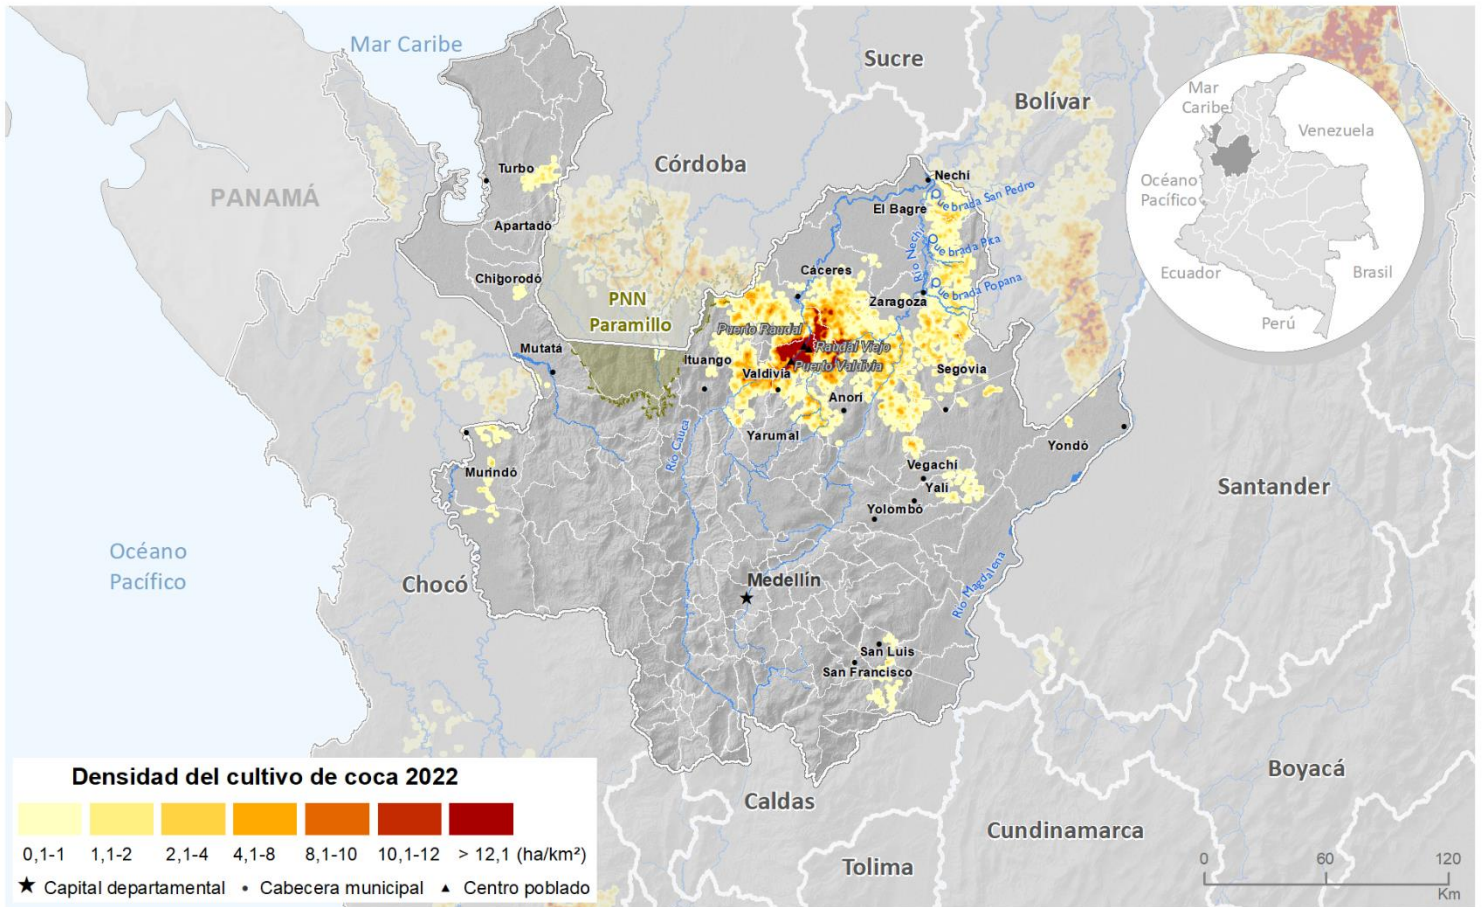 Mar Caribe
Sucre
Bolívar
Mar
Caribe
Venezuela
Océano
Pacífico
Ecuador
Brasil
Perú
Córdoba
PANAMÁ
Turbo
Nechí
Quebrada San Pedro
El Bagre
Apartadó
Río Nechí
Quebrada Pita
Cáceres
Chigorodó
Quebrada Popana
Zaragoza
PNN
Paramillo
Puerto Raudal
Raudal Viejo
Mutatá
Ituango
Puerto Valdivia
Valdivia
Segovia
Anorí
Yarumal
Río Cauca
Yondó
Vegachí
Murindó
Yalí
Santander
Yolombó
Océano
Pacífico
Chocó
Medellín
Río Magdalena
San Luis
San Francisco
Boyacá
Caldas
Cundinamarca
Tolima
Densidad del cultivo de coca 2022
0,1-1 1,1-2 2,1-4 4,1-8 8,1-10 10,1-12 > 12,1 (ha/km²)
Capital departamental • Cabecera municipal Centro poblado
0 60 120
Km